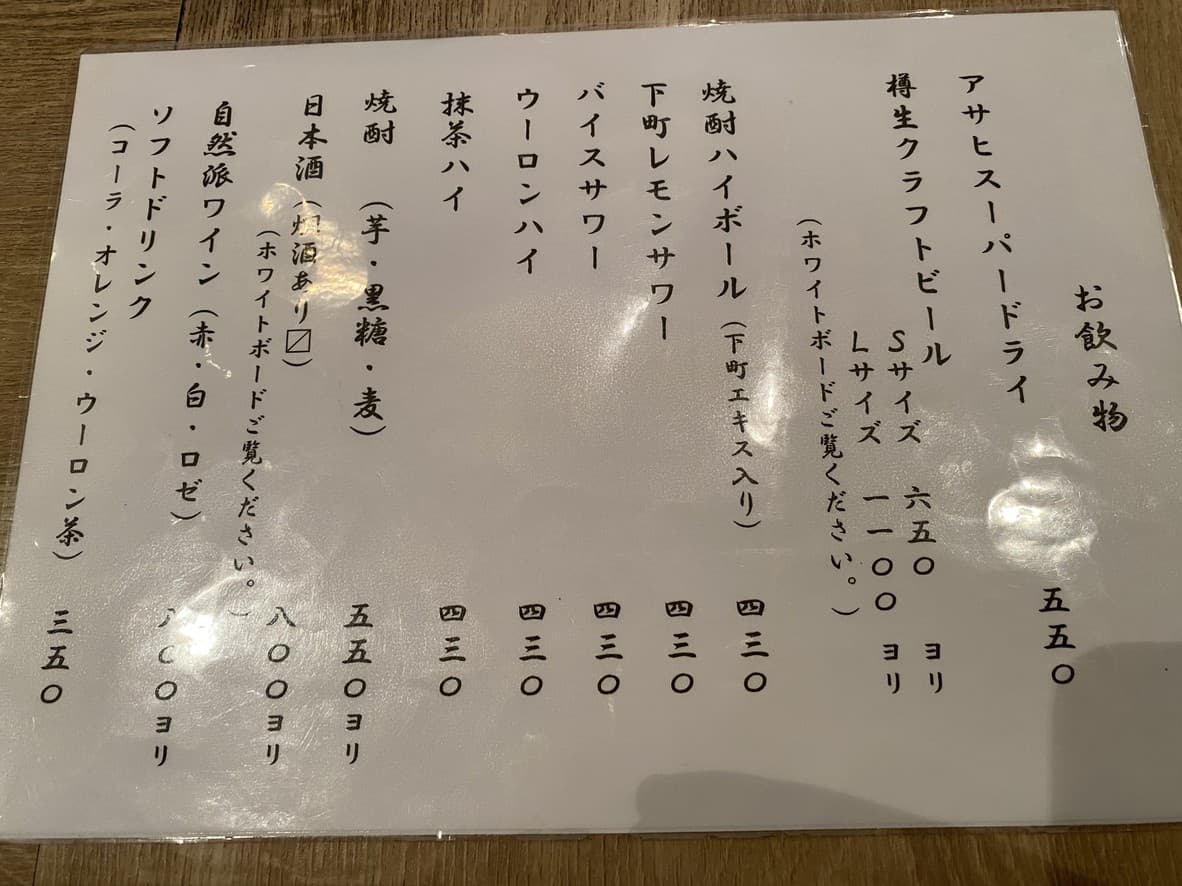 お飲み物
アサヒスーパードライ 五五〇
樽生クラフトビール
Sサイズ 六五〇 ヨリ
Lサイズ 一一〇〇 ヨリ
（ホワイトボードご覧ください。）
焼酎ハイボール（下町エキス入り） 四三〇
下町レモンサワー 四三〇
バイスサワー 四三〇
ウーロンハイ 四三〇
抹茶ハイ 四三〇
焼酎 （芋・黒糖・麦） 五五〇ヨリ
日本酒（燗酒あり〼） 八〇〇ヨリ
（ホワイトボードご覧ください。）
自然派ワイン（赤・白・ロゼ） 八〇〇ヨリ
ソフトドリンク
（コーラ・オレンジ・ウーロン茶） 三五〇